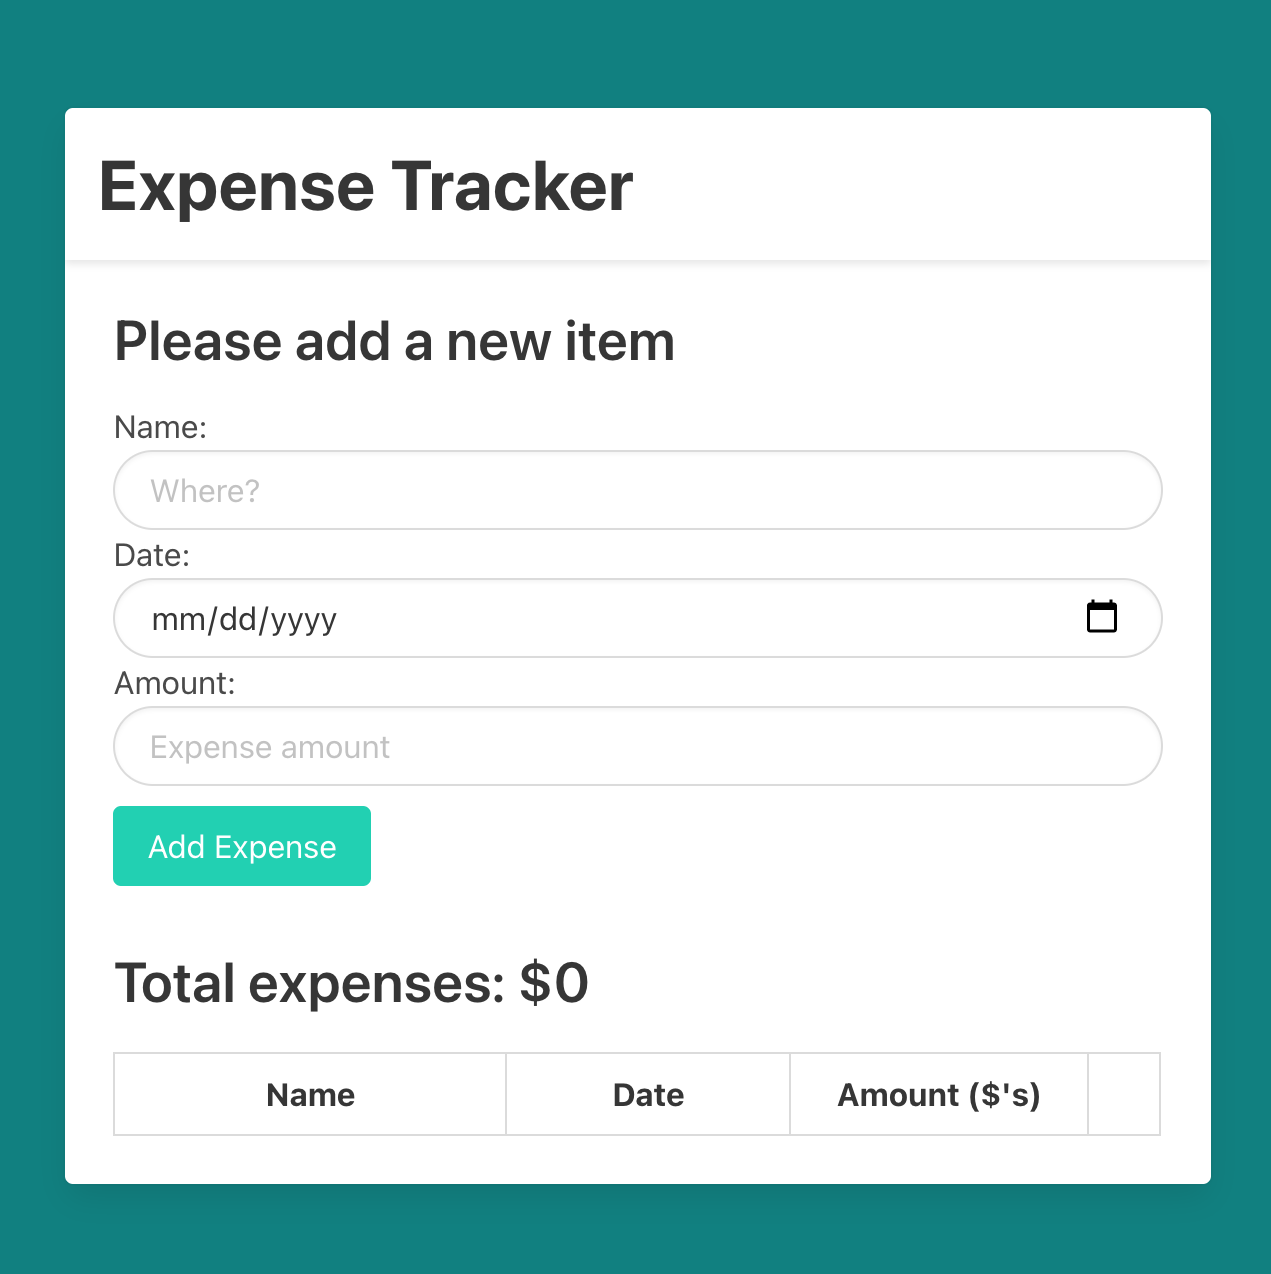 Expense Tracker
Please add a new item
Name:
Where?
Date:
mm/dd/yyyy
Amount:
Expense amount
Add Expense
Total expenses: $0
Name Date Amount ($'s)